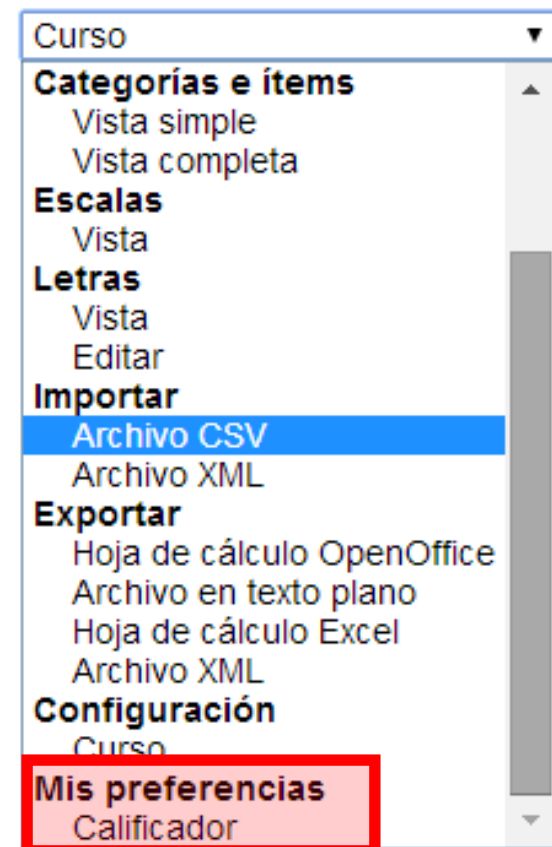 Curso
Categorías e ítems
Vista simple
Vista completa
Escalas
Vista
Letras
Vista
Editar
Importar
Archivo CSV
Archivo XML
Exportar
Hoja de cálculo OpenOffice
Archivo en texto plano
Hoja de cálculo Excel
Archivo XML
Configuración
Curso
Mis preferencias
Calificador